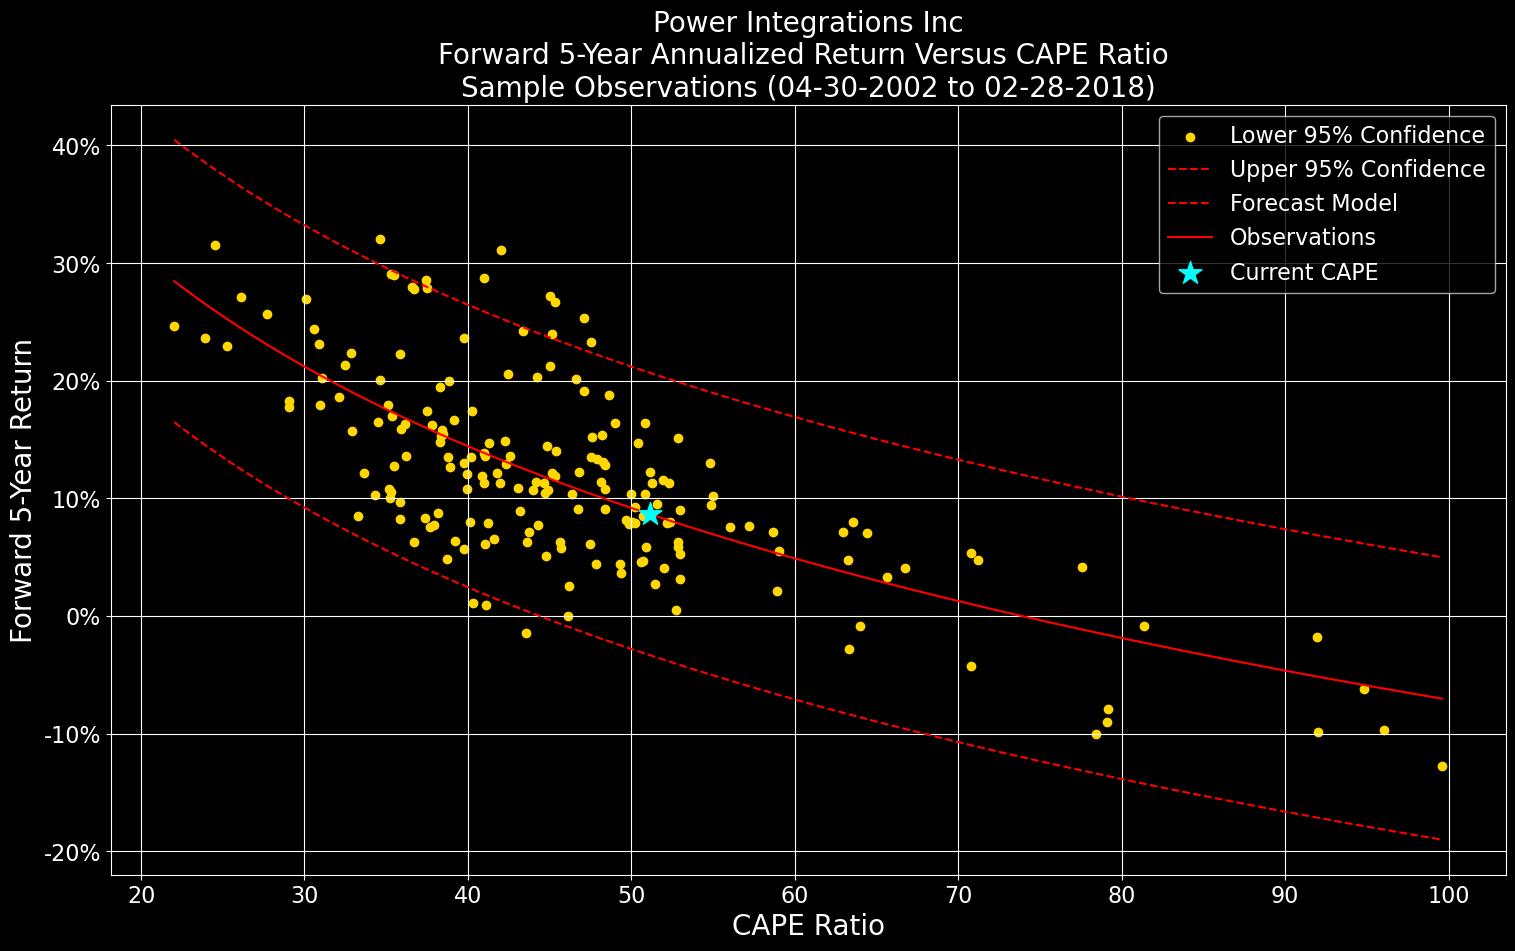 Power Integrations Inc
Forward 5-Year Annualized Return Versus CAPE Ratio
Sample Observations (04-30-2002 to 02-28-2018)
Lower 95% Confidence
Upper 95% Confidence
Forecast Model
Observations
Current CAPE
Forward 5-Year Return
40%
30%
20%
10%
0%
-10%
-20%
20 30 40 50 60 70 80 90 100
CAPE Ratio